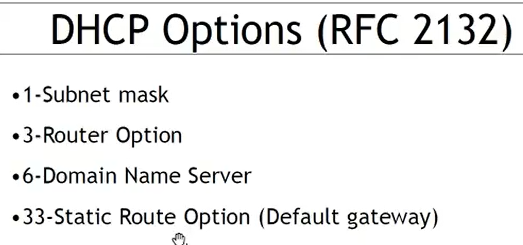 DHCP Options (RFC 2132)
•1-Subnet mask
•3-Router Option
•6-Domain Name Server
•33-Static Route Option (Default gateway)